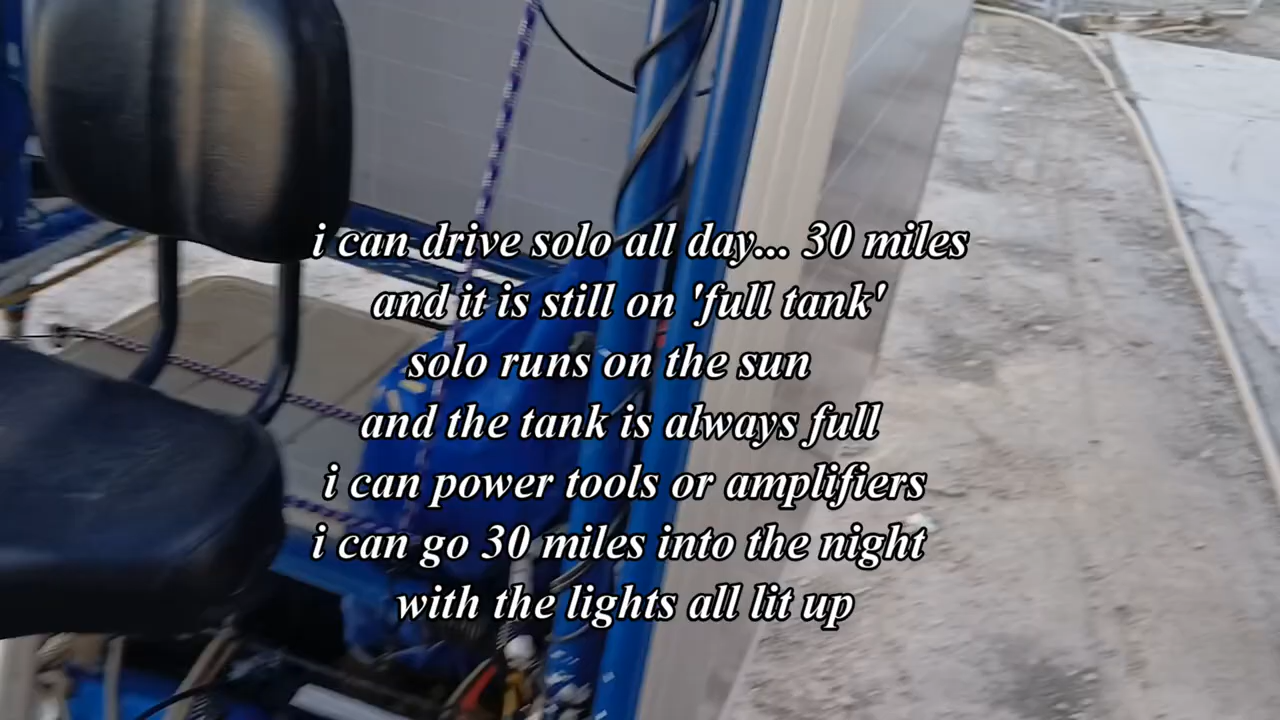 i can drive solo all day... 30 miles
and it is still on 'full tank'
solo runs on the sun
and the tank is always full
i can power tools or amplifiers
i can go 30 miles into the night
with the lights all lit up